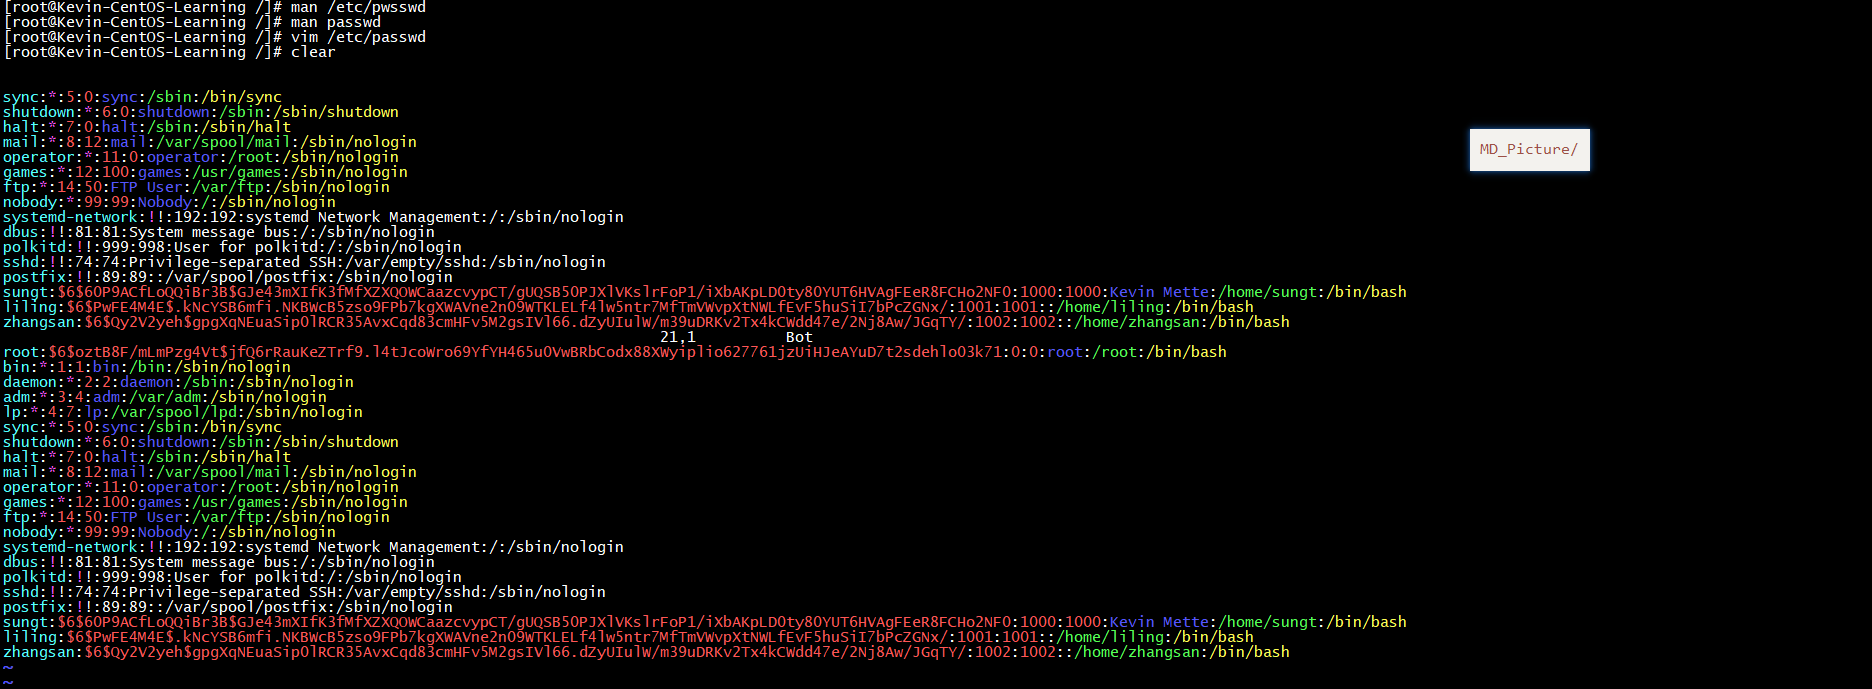 [root@Kevin-CentOS-Learning /]# man /etc/pwsswd
[root@Kevin-CentOS-Learning /]# man passwd
[root@Kevin-CentOS-Learning /]# vim /etc/passwd
[root@Kevin-CentOS-Learning /]# clear
sync:*:5:0:sync:/sbin:/bin/sync
shutdown:*:6:0:shutdown:/sbin:/sbin/shutdown
halt:*:7:0:halt:/sbin:/sbin/halt
mail:*:8:12:mail:/var/spool/mail:/sbin/nologin
operator:*:11:0:operator:/root:/sbin/nologin
MD_Picture/
games:*:12:100:games:/usr/games:/sbin/nologin
ftp:*:14:50:FTP User:/var/ftp:/sbin/nologin
nobody:*:99:99:Nobody:/:/sbin/nologin
systemd-network:!!:192:192:systemd Network Management:/:/sbin/nologin
dbus:!!:81:81:System message bus:/:/sbin/nologin
polkitd:!!:999:998:User for polkitd:/:/sbin/nologin
sshd:!!:74:74:Privilege-separated SSH:/var/empty/sshd:/sbin/nologin
postfix:!!:89:89::/var/spool/postfix:/sbin/nologin
sungt:$6$6OP9ACfLoQQiBr3B$GJe43mXIfK3fMfXZXQOWCaazcvypCT/gUQSB5OPJXlVKslrFoP1/iXbAKpLDOty80YUT6HVAgFEeR8FCHo2NF0:1000:1000:Kevin Mette:/home/sungt:/bin/bash
liling:$6$PwFE4M4E$.kNcYSB6mfi.NKBWcB5zso9FPb7kgXWAVne2nO9WTKLELf4lw5ntr7MfTmVWvpXtNWLfEvF5huSiI7bPcZGNx/:1001:1001::/home/liling:/bin/bash
zhangsan:$6$Qy2V2yeh$gpgXqNEuaSipOlRCR35AvxCqd83cmHFv5M2gsIVl66.dZyUIulW/m39uDRKv2Tx4kCWdd47e/2Nj8Aw/JGqTY/:1002:1002::/home/zhangsan:/bin/bash
21,1 Bot
root:$6$oztB8F/mLmPzg4Vt$jfQ6rRauKeZTrf9.l4tJcoWro69YfYH465u0VwBRbCodx88XWyiplio627761jzUiHJeAYuD7t2sdehlo03k71:0:0:root:/root:/bin/bash
bin:*:1:1:bin:/bin:/sbin/nologin
daemon:*:2:2:daemon:/sbin:/sbin/nologin
adm:*:3:4:adm:/var/adm:/sbin/nologin
lp:*:4:7:lp:/var/spool/lpd:/sbin/nologin
sync:*:5:0:sync:/sbin:/bin/sync
shutdown:*:6:0:shutdown:/sbin:/sbin/shutdown
halt:*:7:0:halt:/sbin:/sbin/halt
mail:*:8:12:mail:/var/spool/mail:/sbin/nologin
operator:*:11:0:operator:/root:/sbin/nologin
games:*:12:100:games:/usr/games:/sbin/nologin
ftp:*:14:50:FTP User:/var/ftp:/sbin/nologin
nobody:*:99:99:Nobody:/:/sbin/nologin
systemd-network:!!:192:192:systemd Network Management:/:/sbin/nologin
dbus:!!:81:81:System message bus:/:/sbin/nologin
polkitd:!!:999:998:User for polkitd:/:/sbin/nologin
sshd:!!:74:74:Privilege-separated SSH:/var/empty/sshd:/sbin/nologin
postfix:!!:89:89::/var/spool/postfix:/sbin/nologin
sungt:$6$6OP9ACfLoQQiBr3B$GJe43mXIfK3fMfXZXQOWCaazcvypCT/gUQSB5OPJXlVKslrFoP1/iXbAKpLDOty80YUT6HVAgFEeR8FCHo2NF0:1000:1000:Kevin Mette:/home/sungt:/bin/bash
liling:$6$PwFE4M4E$.kNcYSB6mfi.NKBWcB5zso9FPb7kgXWAVne2nO9WTKLELf4lw5ntr7MfTmVWvpXtNWLfEvF5huSiI7bPcZGNx/:1001:1001::/home/liling:/bin/bash
zhangsan:$6$Qy2V2yeh$gpgXqNEuaSipOlRCR35AvxCqd83cmHFv5M2gsIVl66.dZyUIulW/m39uDRKv2Tx4kCWdd47e/2Nj8Aw/JGqTY/:1002:1002::/home/zhangsan:/bin/bash
~
~